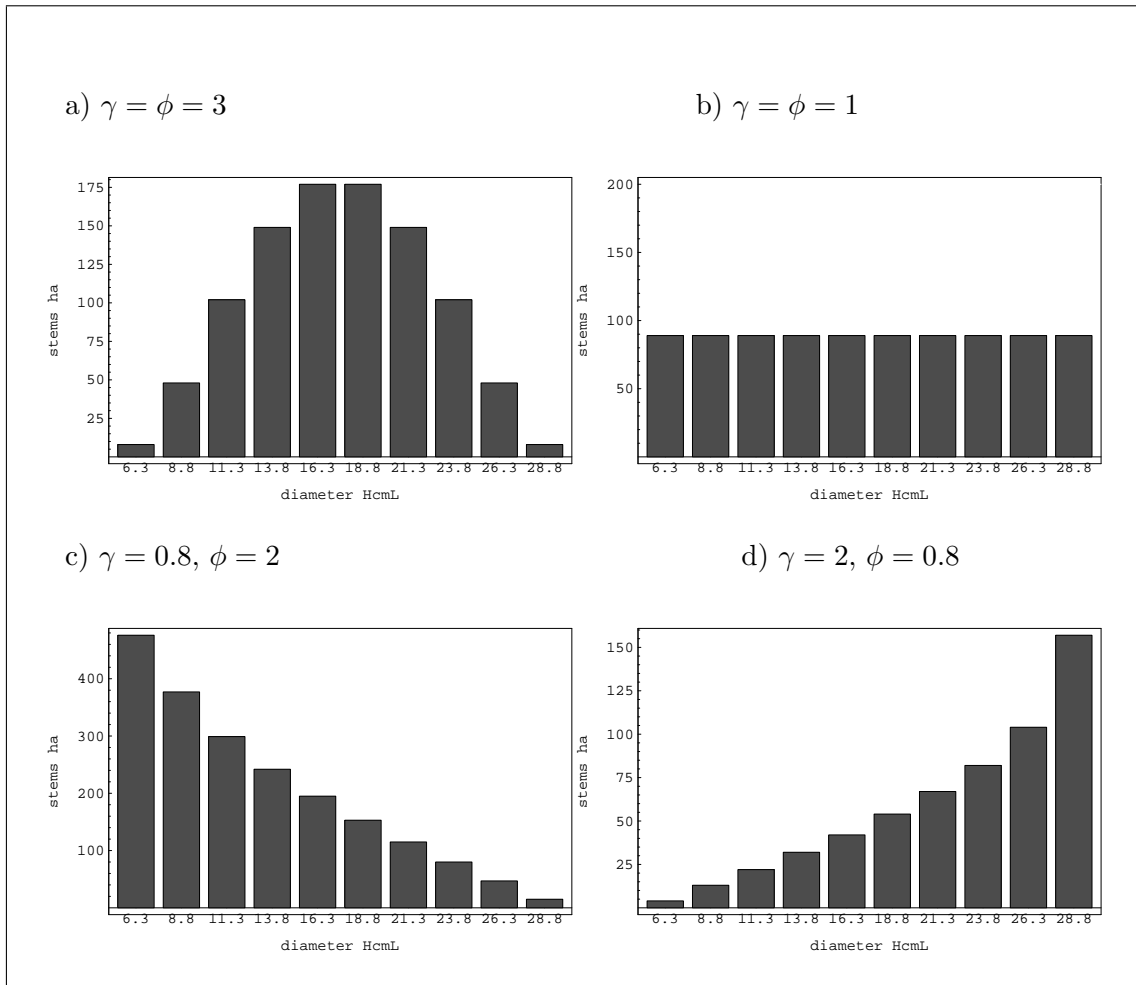 a) γ = ϕ = 3
175
150
125
100
75
50
25
stems ha
6.3 8.8 11.3 13.8 16.3 18.8 21.3 23.8 26.3 28.8
diameter HcmL
b) γ = ϕ = 1
200
150
100
50
stems ha
6.3 8.8 11.3 13.8 16.3 18.8 21.3 23.8 26.3 28.8
diameter HcmL
c) γ = 0.8, ϕ = 2
400
300
200
100
stems ha
6.3 8.8 11.3 13.8 16.3 18.8 21.3 23.8 26.3 28.8
diameter HcmL
d) γ = 2, ϕ = 0.8
150
125
100
75
50
25
stems ha
6.3 8.8 11.3 13.8 16.3 18.8 21.3 23.8 26.3 28.8
diameter HcmL